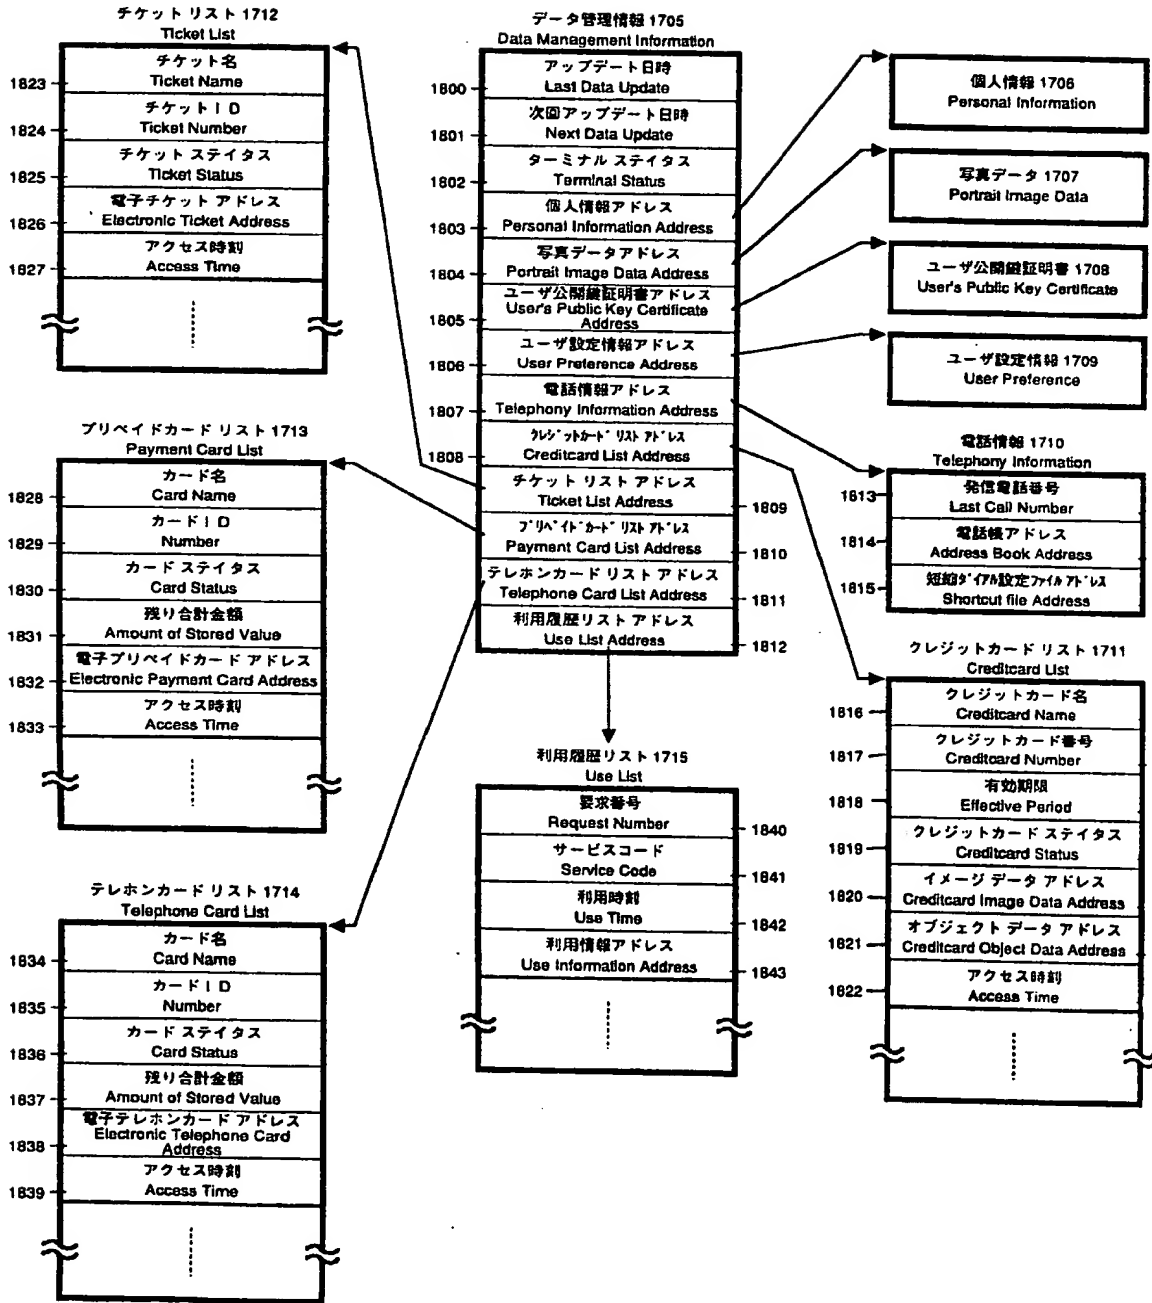 チケット リスト 1712
Ticket List
チケット名
Ticket Name
1823
チケットID
Ticket Number
1824
チケット ステイタス
Ticket Status
1825
電子チケット アドレス
Electronic Ticket Address
1826
アクセス時刻
Access Time
1827
プリペイドカード リスト 1713
Payment Card List
カード名
Card Name
1828
カードID
Number
1829
カード ステイタス
Card Status
1830
残り合計金額
Amount of Stored Value
1831
電子プリペイドカード アドレス
Electronic Payment Card Address
1832
アクセス時刻
Access Time
1833
テレホンカード リスト 1714
Telephone Card List
カード名
Card Name
1834
カードID
Number
1835
カード ステイタス
Card Status
1836
残り合計金額
Amount of Stored Value
1837
電子テレホンカード アドレス
Electronic Telephone Card
Address
1838
アクセス時刻
Access Time
1839
データ管理情報 1705
Data Management Information
アップデート日時
Last Data Update
1800
次回アップデート日時
Next Data Update
1801
ターミナル ステイタス
Terminal Status
1802
個人情報アドレス
Personal Information Address
1803
写真データアドレス
Portrait Image Data Address
1804
ユーザ公開鍵証明書アドレス
User's Public Key Certificate
Address
1805
ユーザ設定情報アドレス
User Preference Address
1806
電話情報アドレス
Telephony Information Address
1807
クレジットカード リスト アドレス
Creditcard List Address
1808
チケット リスト アドレス
Ticket List Address
1809
プリペイドカード リスト アドレス
Payment Card List Address
1810
テレホンカード リスト アドレス
Telephone Card List Address
1811
利用履歴リスト アドレス
Use List Address
1812
利用履歴リスト 1715
Use List
要求番号
Request Number
1840
サービスコード
Service Code
1841
利用時刻
Use Time
1842
利用情報アドレス
Use Information Address
1843
個人情報 1706
Personal Information
写真データ 1707
Portrait Image Data
ユーザ公開鍵証明書 1708
User's Public Key Certificate
ユーザ設定情報 1709
User Preference
電話情報 1710
Telephony Information
発信電話番号
Last Call Number
1813
電話帳アドレス
Address Book Address
1814
短縮ダイアル設定ファイル アドレス
Shortcut file Address
1815
クレジットカード リスト 1711
Creditcard List
クレジットカード名
Creditcard Name
1816
クレジットカード番号
Creditcard Number
1817
有効期限
Effective Period
1818
クレジットカード ステイタス
Creditcard Status
1819
イメージ データ アドレス
Creditcard Image Data Address
1820
オブジェクト データ アドレス
Creditcard Object Data Address
1821
アクセス時刻
Access Time
1822